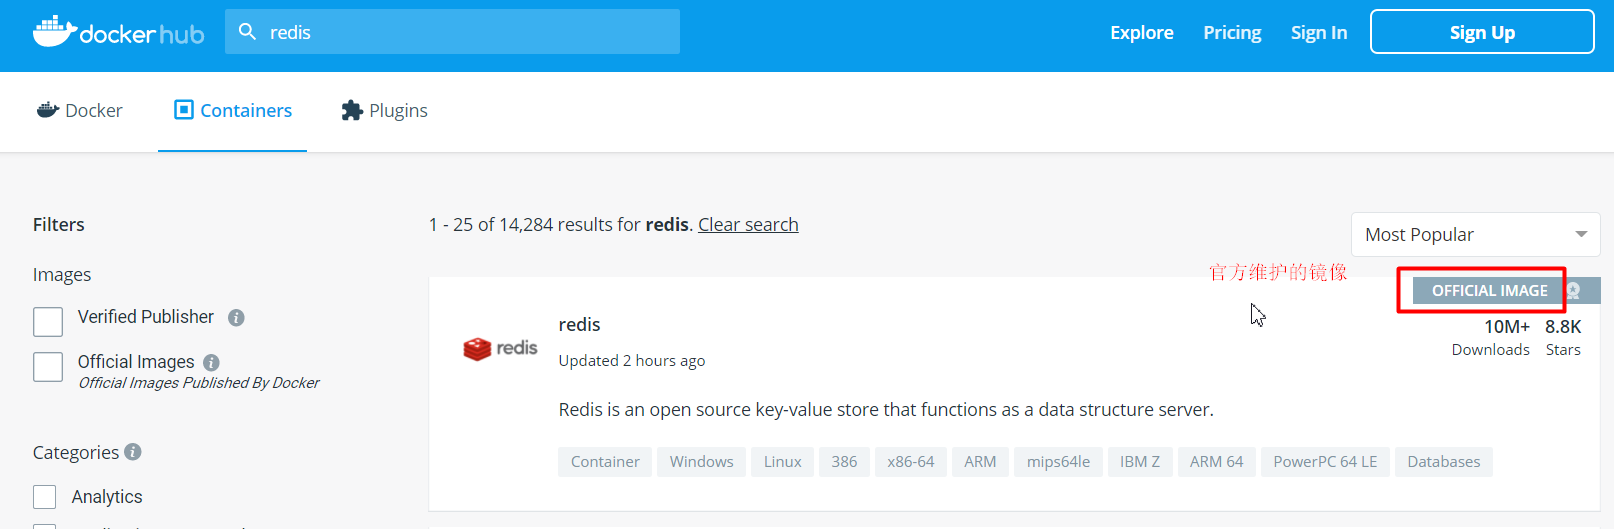 docker hub
redis
Explore
Pricing
Sign In
Sign Up
Docker
Containers
Plugins
Filters
1 - 25 of 14,284 results for redis. Clear search
Most Popular
Images
官方维护的镜像
OFFICIAL IMAGE
Verified Publisher
redis
10M+
8.8K
redis
Downloads
Stars
Official Images
Updated 2 hours ago
Official Images Published By Docker
Redis is an open source key-value store that functions as a data structure server.
Categories
Container
Windows
Linux
386
x86-64
ARM
mips64le
IBM Z
ARM 64
PowerPC 64 LE
Databases
Analytics